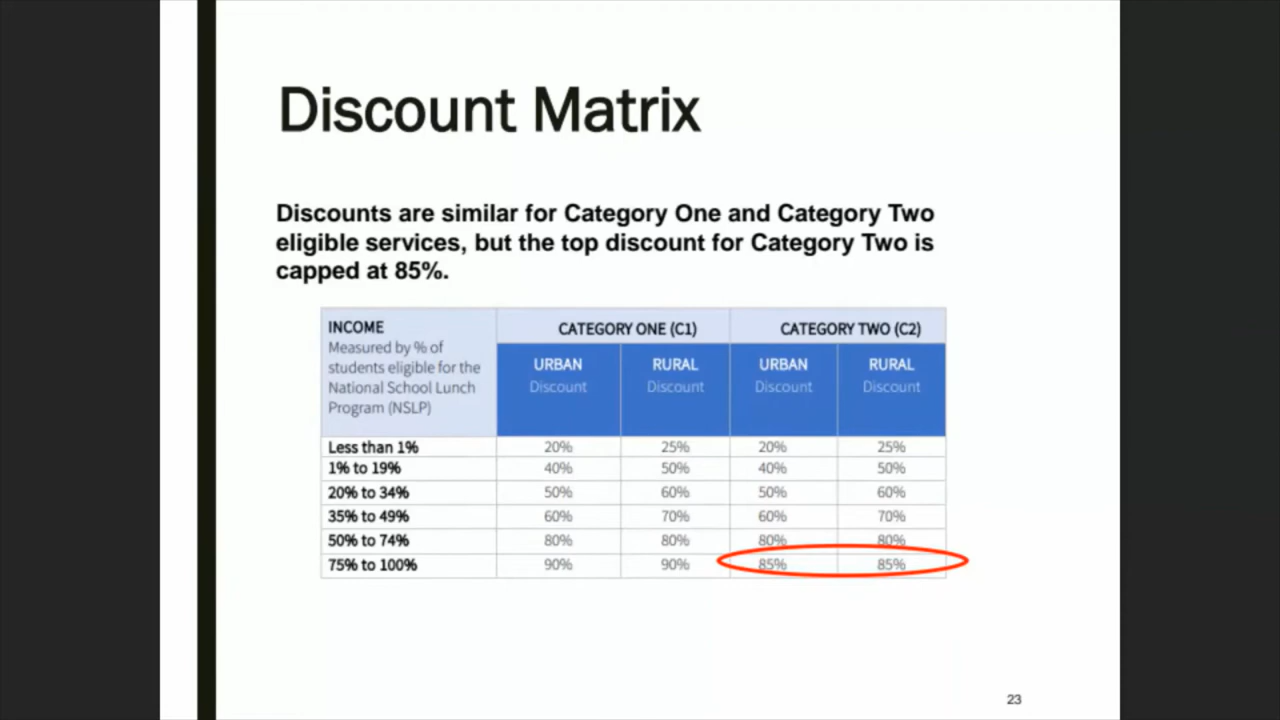 Discount Matrix
Discounts are similar for Category One and Category Two
eligible services, but the top discount for Category Two is
capped at 85%.
INCOME
Measured by % of
students eligible for the
National School Lunch
Program (NSLP)
CATEGORY ONE (C1) CATEGORY TWO (C2)
URBAN RURAL URBAN RURAL
Discount Discount Discount Discount
Less than 1% 20% 25% 20% 25%
1% to 19% 40% 50% 40% 50%
20% to 34% 50% 60% 50% 60%
35% to 49% 60% 70% 60% 70%
50% to 74% 80% 80% 80% 80%
75% to 100% 90% 90% 85% 85%
23